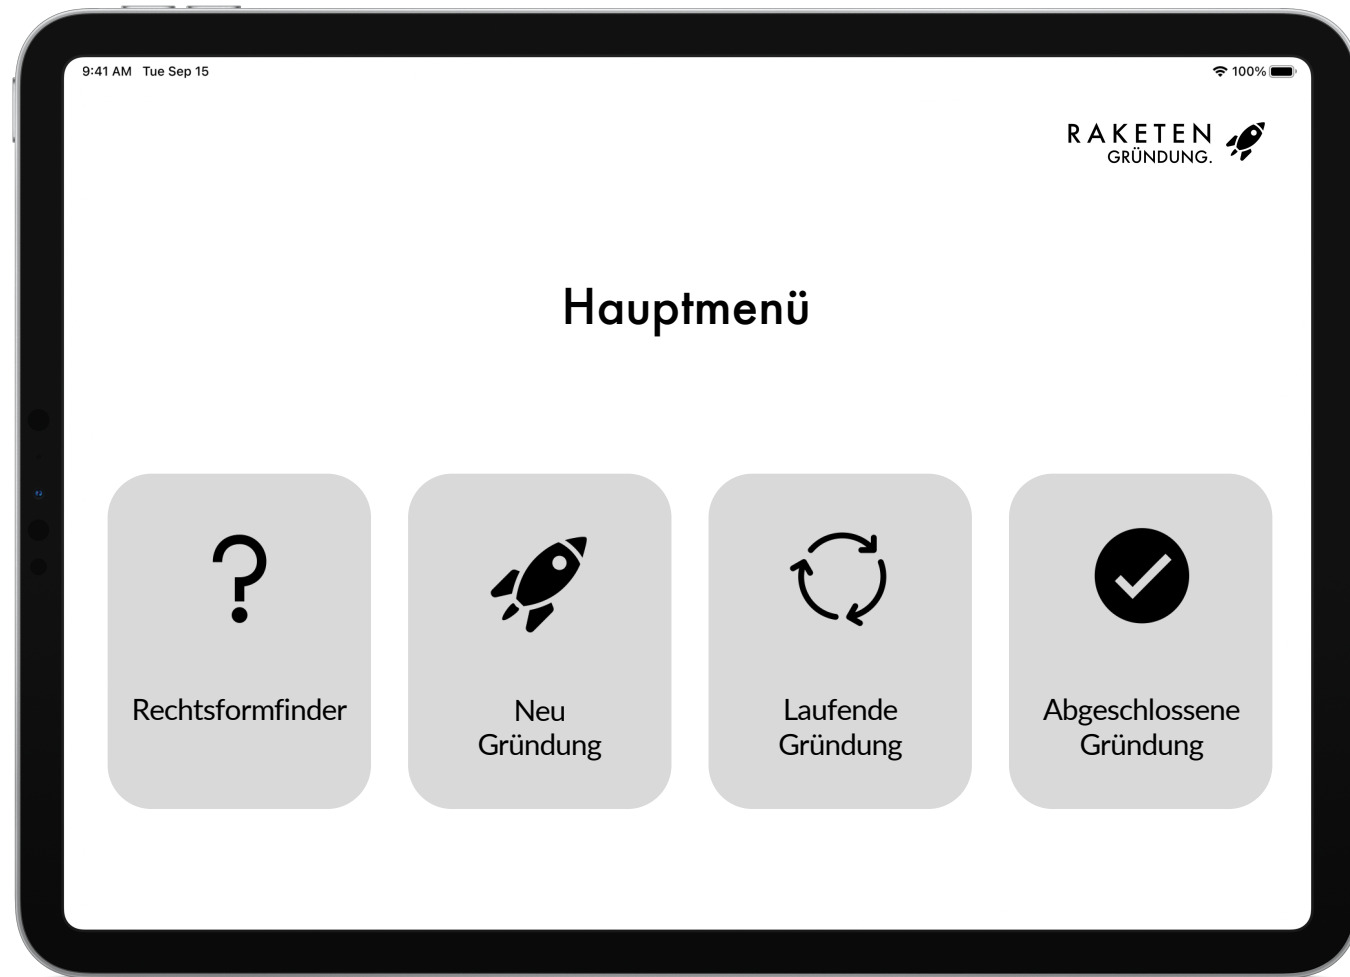 9:41 AM Tue Sep 15
100%
RAKETEN
GRÜNDUNG.
Hauptmenü
Rechtsformfinder
Neu
Gründung
Laufende
Gründung
Abgeschlossene
Gründung